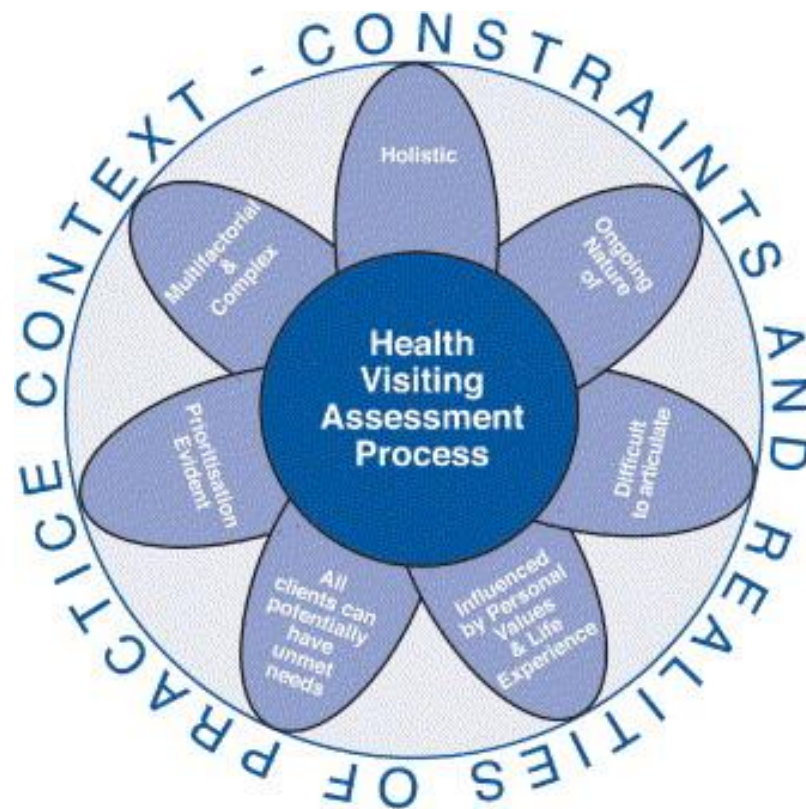 PRACTICE CONTEXT - CONSTRAINTS AND REALITIES OF
Health
Visiting
Assessment
Process
Holistic
Ongoing
Nature
of
Difficult
to articulate
Influenced
by Personal
Values
& Life
Experience
All
clients can
potentially
have
unmet
needs
Prioritisation
Evident
Multifactorial
&
Complex